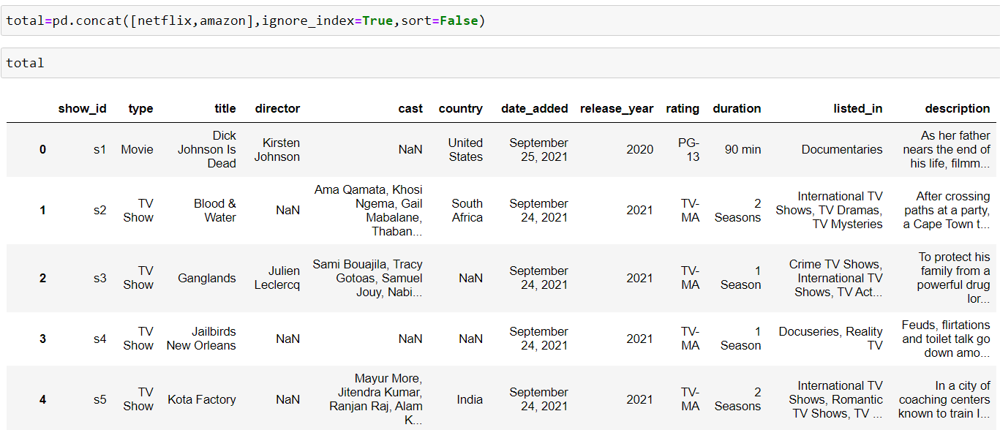 total=pd.concat([netflix,amazon],ignore_index=True,sort=False)
total
show_id type title director cast country date_added release_year rating duration listed_in description
0 s1 Movie Dick Johnson Is Dead Kirsten Johnson NaN United States September 25, 2021 2020 PG-13 90 min Documentaries As her father nears the end of his life, filmm...
1 s2 TV Show Blood & Water NaN Ama Qamata, Khosi Ngema, Gail Mabalane, Thaban... South Africa September 24, 2021 2021 TV-MA 2 Seasons International TV Shows, TV Dramas, TV Mysteries After crossing paths at a party, a Cape Town t...
2 s3 TV Show Ganglands Julien Leclercq Sami Bouajila, Tracy Gotoas, Samuel Jouy, Nabi... NaN September 24, 2021 2021 TV-MA 1 Season Crime TV Shows, International TV Shows, TV Act... To protect his family from a powerful drug lor...
3 s4 TV Show Jailbirds New Orleans NaN NaN NaN September 24, 2021 2021 TV-MA 1 Season Docuseries, Reality TV Feuds, flirtations and toilet talk go down amo...
4 s5 TV Show Kota Factory NaN Mayur More, Jitendra Kumar, Ranjan Raj, Alam K... India September 24, 2021 2021 TV-MA 2 Seasons International TV Shows, Romantic TV Shows, TV ... In a city of coaching centers known to train I...